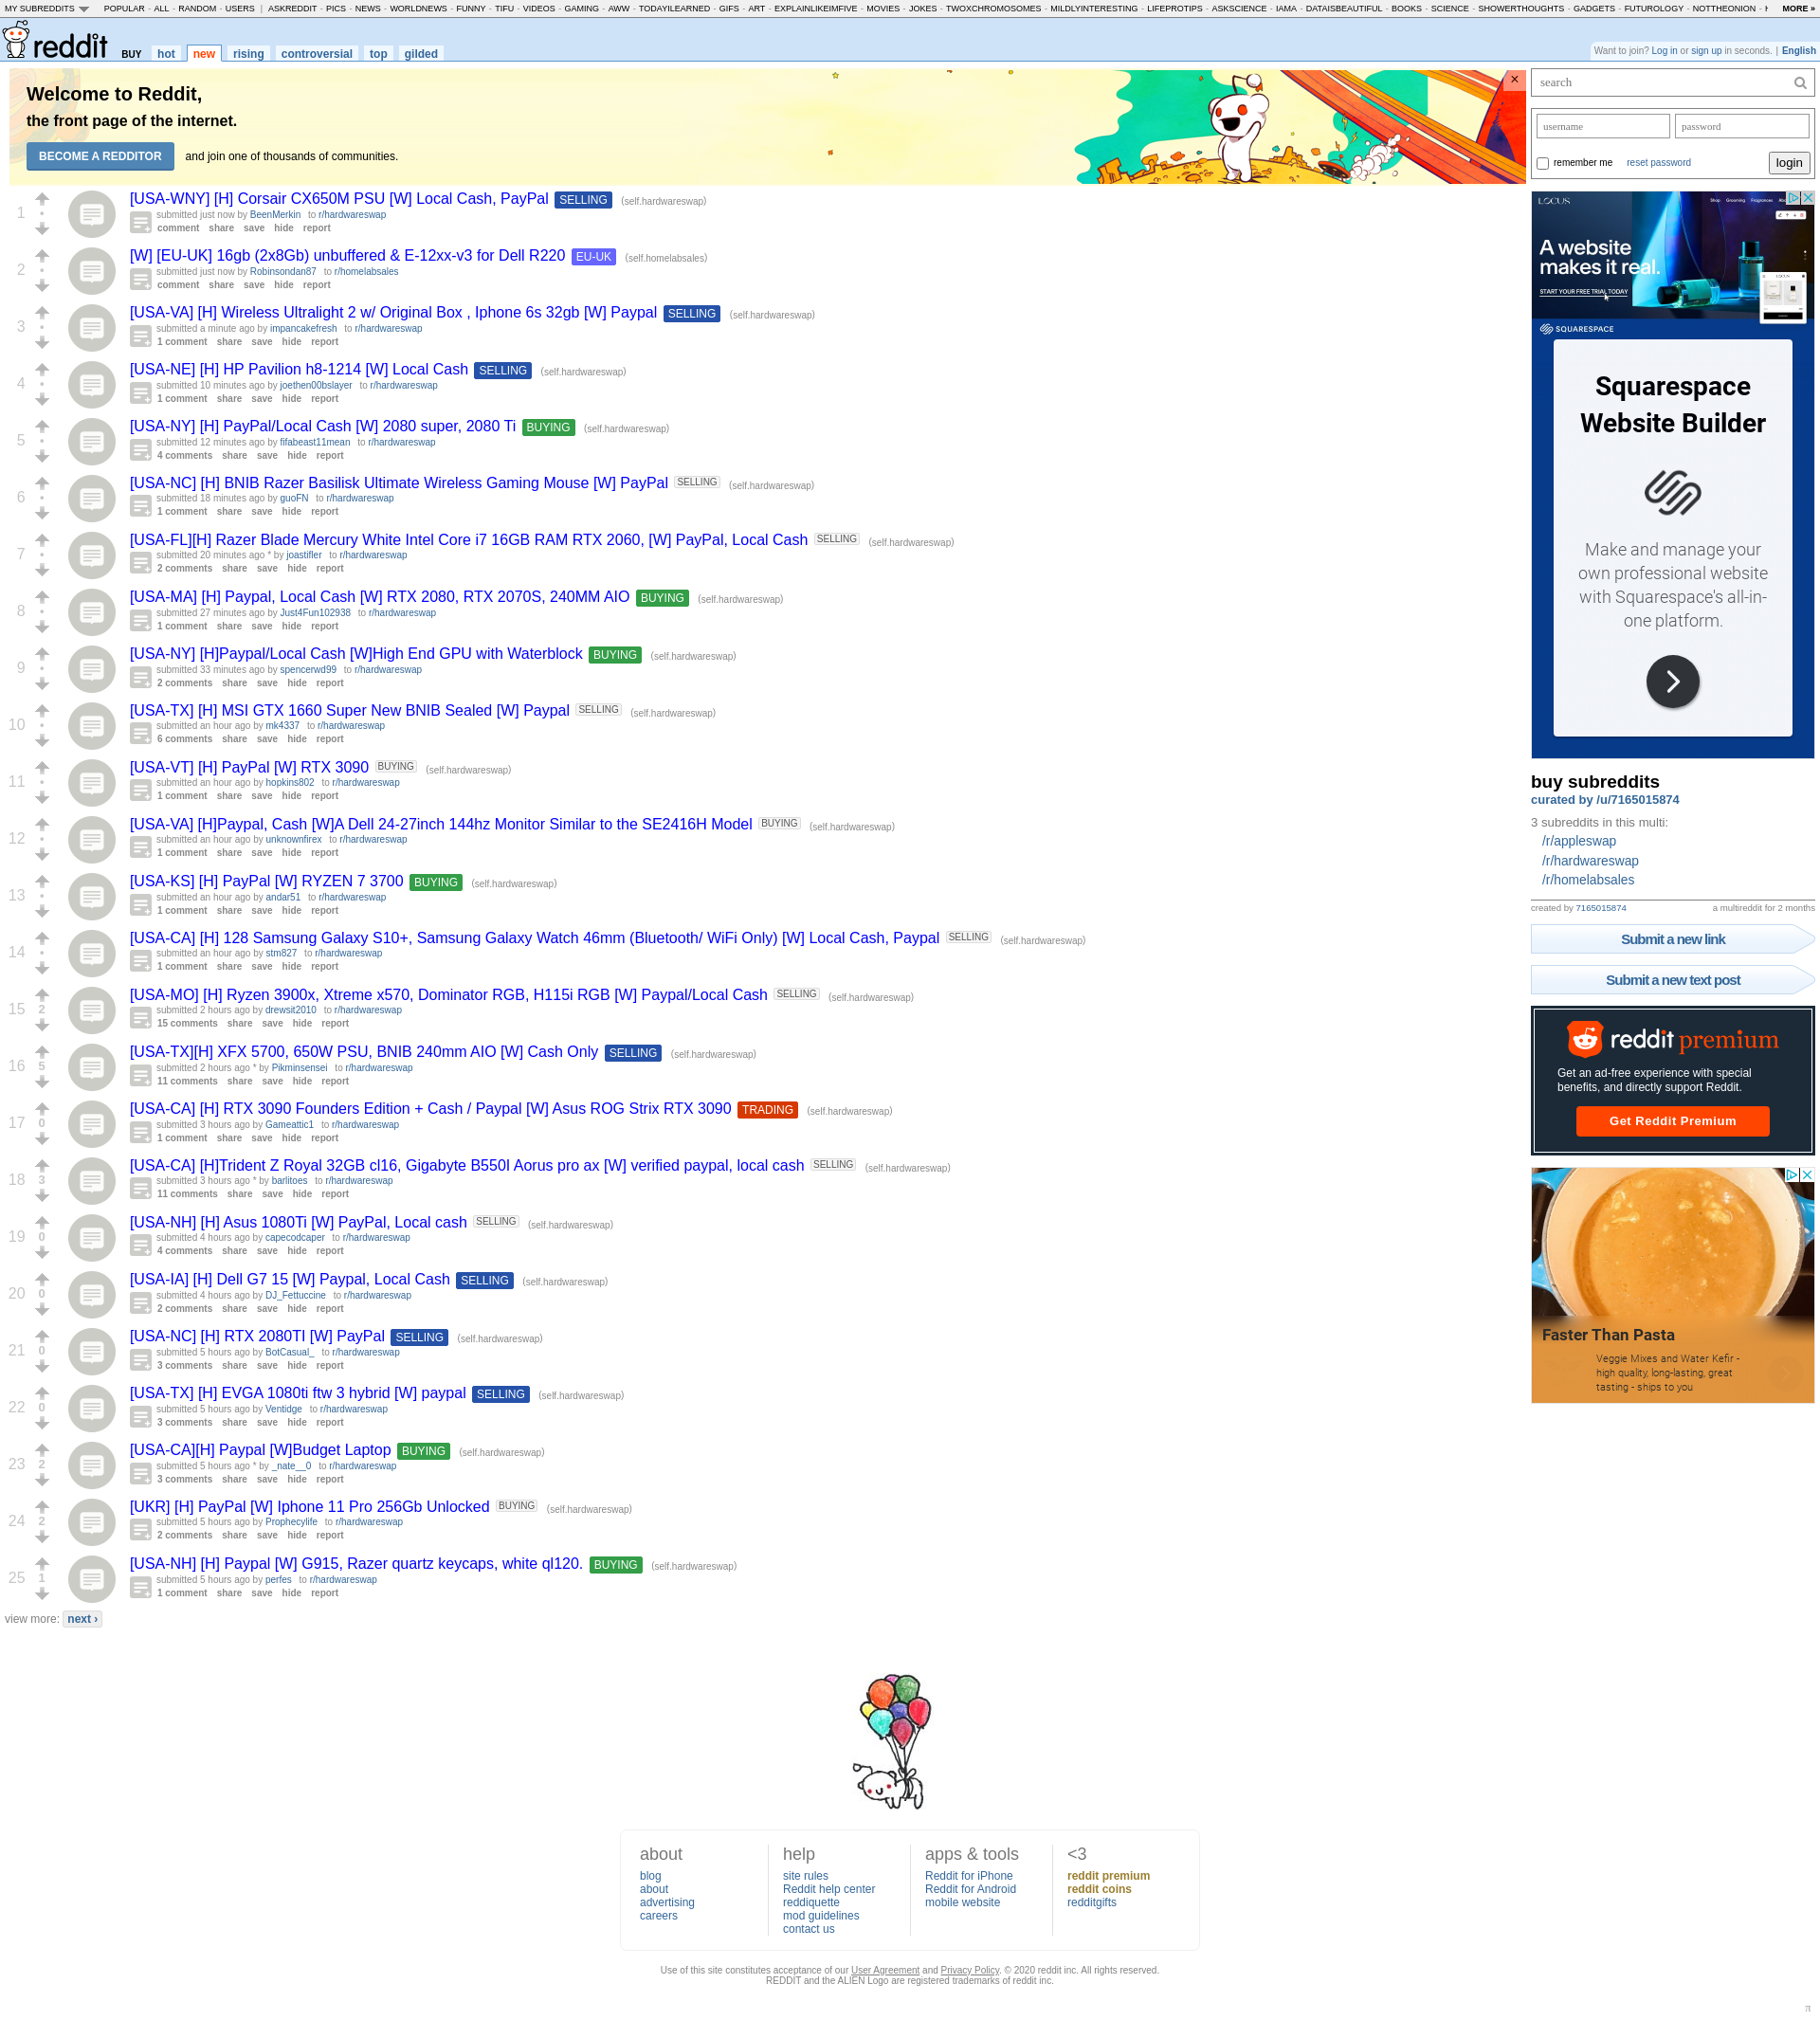 MY SUBREDDITS POPULAR - ALL - RANDOM - USERS | ASKREDDIT - PICS - NEWS - WORLDNEWS - FUNNY - TIFU - VIDEOS - GAMING - AWW - TODAYILEARNED - GIFS - ART - EXPLAINLIKEIMFIVE - MOVIES - JOKES - TWOXCHROMOSOMES - MILDLYINTERESTING - LIFEPROTIPS - ASKSCIENCE - IAMA - DATAISBEAUTIFUL - BOOKS - SCIENCE - SHOWERTHOUGHTS - GADGETS - FUTUROLOGY - NOTTHEONION - MORE »
reddit BUY hot new rising controversial top gilded
Want to join? Log in or sign up in seconds. | English
Welcome to Reddit,
the front page of the internet.
BECOME A REDDITOR and join one of thousands of communities.
×
1
[USA-WNY] [H] Corsair CX650M PSU [W] Local Cash, PayPal SELLING (self.hardwareswap)
submitted just now by BeenMerkin to r/hardwareswap
comment share save hide report
2
[W] [EU-UK] 16gb (2x8Gb) unbuffered & E-12xx-v3 for Dell R220 EU-UK (self.homelabsales)
submitted just now by Robinsondan87 to r/homelabsales
comment share save hide report
3
[USA-VA] [H] Wireless Ultralight 2 w/ Original Box , Iphone 6s 32gb [W] Paypal SELLING (self.hardwareswap)
submitted a minute ago by impancakefresh to r/hardwareswap
1 comment share save hide report
4
[USA-NE] [H] HP Pavilion h8-1214 [W] Local Cash SELLING (self.hardwareswap)
submitted 10 minutes ago by joethen00bslayer to r/hardwareswap
1 comment share save hide report
5
[USA-NY] [H] PayPal/Local Cash [W] 2080 super, 2080 Ti BUYING (self.hardwareswap)
submitted 12 minutes ago by fifabeast11mean to r/hardwareswap
4 comments share save hide report
6
[USA-NC] [H] BNIB Razer Basilisk Ultimate Wireless Gaming Mouse [W] PayPal SELLING (self.hardwareswap)
submitted 18 minutes ago by guoFN to r/hardwareswap
1 comment share save hide report
7
[USA-FL][H] Razer Blade Mercury White Intel Core i7 16GB RAM RTX 2060, [W] PayPal, Local Cash SELLING (self.hardwareswap)
submitted 20 minutes ago * by joastifler to r/hardwareswap
2 comments share save hide report
8
[USA-MA] [H] Paypal, Local Cash [W] RTX 2080, RTX 2070S, 240MM AIO BUYING (self.hardwareswap)
submitted 27 minutes ago by Just4Fun102938 to r/hardwareswap
1 comment share save hide report
9
[USA-NY] [H]Paypal/Local Cash [W]High End GPU with Waterblock BUYING (self.hardwareswap)
submitted 33 minutes ago by spencerwd99 to r/hardwareswap
2 comments share save hide report
10
[USA-TX] [H] MSI GTX 1660 Super New BNIB Sealed [W] Paypal SELLING (self.hardwareswap)
submitted an hour ago by mk4337 to r/hardwareswap
6 comments share save hide report
11
[USA-VT] [H] PayPal [W] RTX 3090 BUYING (self.hardwareswap)
submitted an hour ago by hopkins802 to r/hardwareswap
1 comment share save hide report
12
[USA-VA] [H]Paypal, Cash [W]A Dell 24-27inch 144hz Monitor Similar to the SE2416H Model BUYING (self.hardwareswap)
submitted an hour ago by unknownfirex to r/hardwareswap
1 comment share save hide report
13
[USA-KS] [H] PayPal [W] RYZEN 7 3700 BUYING (self.hardwareswap)
submitted an hour ago by andar51 to r/hardwareswap
1 comment share save hide report
14
[USA-CA] [H] 128 Samsung Galaxy S10+, Samsung Galaxy Watch 46mm (Bluetooth/ WiFi Only) [W] Local Cash, Paypal SELLING (self.hardwareswap)
submitted an hour ago by stm827 to r/hardwareswap
1 comment share save hide report
15 2
[USA-MO] [H] Ryzen 3900x, Xtreme x570, Dominator RGB, H115i RGB [W] Paypal/Local Cash SELLING (self.hardwareswap)
submitted 2 hours ago by drewsit2010 to r/hardwareswap
15 comments share save hide report
16 5
[USA-TX][H] XFX 5700, 650W PSU, BNIB 240mm AIO [W] Cash Only SELLING (self.hardwareswap)
submitted 2 hours ago * by Pikminsensei to r/hardwareswap
11 comments share save hide report
17 0
[USA-CA] [H] RTX 3090 Founders Edition + Cash / Paypal [W] Asus ROG Strix RTX 3090 TRADING (self.hardwareswap)
submitted 3 hours ago by Gameattic1 to r/hardwareswap
1 comment share save hide report
18 3
[USA-CA] [H]Trident Z Royal 32GB cl16, Gigabyte B550I Aorus pro ax [W] verified paypal, local cash SELLING (self.hardwareswap)
submitted 3 hours ago * by barlitoes to r/hardwareswap
11 comments share save hide report
19 0
[USA-NH] [H] Asus 1080Ti [W] PayPal, Local cash SELLING (self.hardwareswap)
submitted 4 hours ago by capecodcaper to r/hardwareswap
4 comments share save hide report
20 0
[USA-IA] [H] Dell G7 15 [W] Paypal, Local Cash SELLING (self.hardwareswap)
submitted 4 hours ago by DJ_Fettuccine to r/hardwareswap
2 comments share save hide report
21 0
[USA-NC] [H] RTX 2080TI [W] PayPal SELLING (self.hardwareswap)
submitted 5 hours ago by BotCasual_ to r/hardwareswap
3 comments share save hide report
22 0
[USA-TX] [H] EVGA 1080ti ftw 3 hybrid [W] paypal SELLING (self.hardwareswap)
submitted 5 hours ago by Ventidge to r/hardwareswap
3 comments share save hide report
23 2
[USA-CA][H] Paypal [W]Budget Laptop BUYING (self.hardwareswap)
submitted 5 hours ago * by _nate__0 to r/hardwareswap
3 comments share save hide report
24 2
[UKR] [H] PayPal [W] Iphone 11 Pro 256Gb Unlocked BUYING (self.hardwareswap)
submitted 5 hours ago by Prophecylife to r/hardwareswap
2 comments share save hide report
25 1
[USA-NH] [H] Paypal [W] G915, Razer quartz keycaps, white ql120. BUYING (self.hardwareswap)
submitted 5 hours ago by perfes to r/hardwareswap
1 comment share save hide report
view more: next ›
search
username password
remember me reset password login
LOCUS
A website
makes it real.
START YOUR FREE TRIAL TODAY
SQUARESPACE
Squarespace
Website Builder
Make and manage your
own professional website
with Squarespace's all-in-
one platform.
buy subreddits
curated by /u/7165015874
3 subreddits in this multi:
/r/appleswap
/r/hardwareswap
/r/homelabsales
created by 7165015874 a multireddit for 2 months
Submit a new link
Submit a new text post
reddit premium
Get an ad-free experience with special
benefits, and directly support Reddit.
Get Reddit Premium
Faster Than Pasta
Veggie Mixes and Water Kefir -
high quality, long-lasting, great
tasting - ships to you
about
blog
about
advertising
careers
help
site rules
Reddit help center
reddiquette
mod guidelines
contact us
apps & tools
Reddit for iPhone
Reddit for Android
mobile website
<3
reddit premium
reddit coins
redditgifts
Use of this site constitutes acceptance of our User Agreement and Privacy Policy. © 2020 reddit inc. All rights reserved.
REDDIT and the ALIEN Logo are registered trademarks of reddit inc.
π